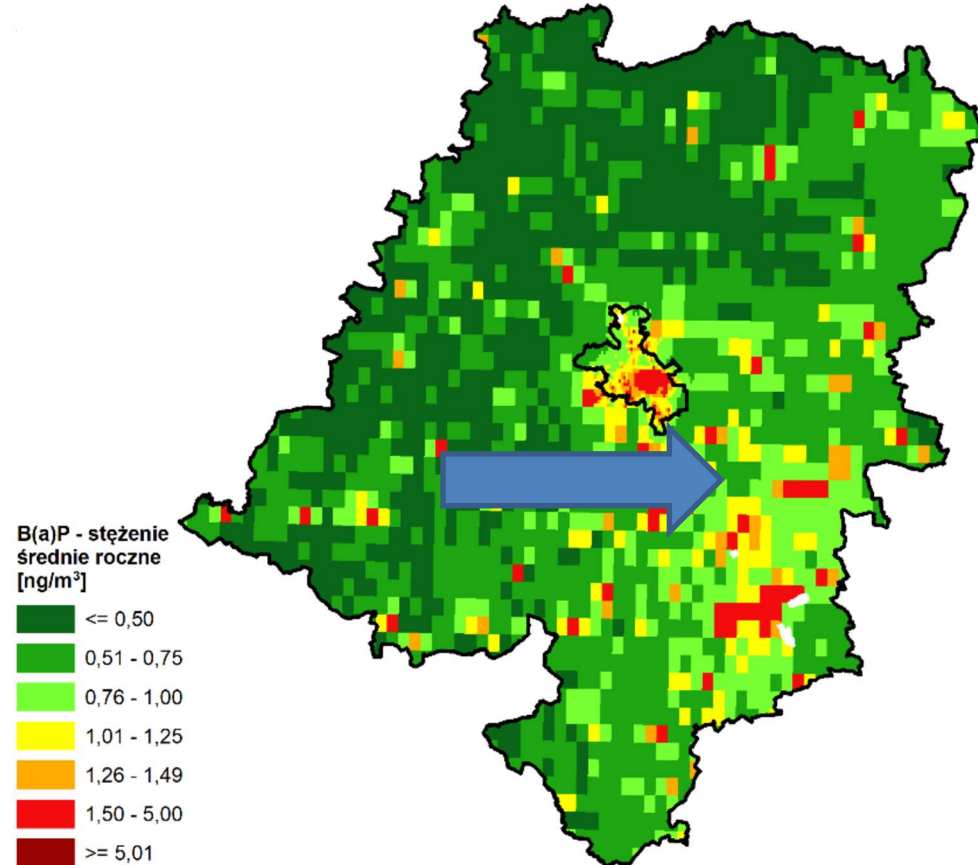 B(a)P - stężenie
średnie roczne
[ng/m³]
<= 0,50
0,51 - 0,75
0,76 - 1,00
1,01 - 1,25
1,26 - 1,49
1,50 - 5,00
>= 5,01